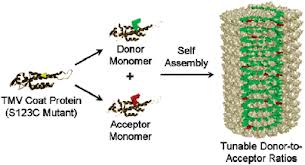 Donor
Monomer
+
Acceptor
Monomer
TMV Coat Protein
(S123C Mutant)
Self
Assembly
Tunable Donor-to-
Acceptor Ratios